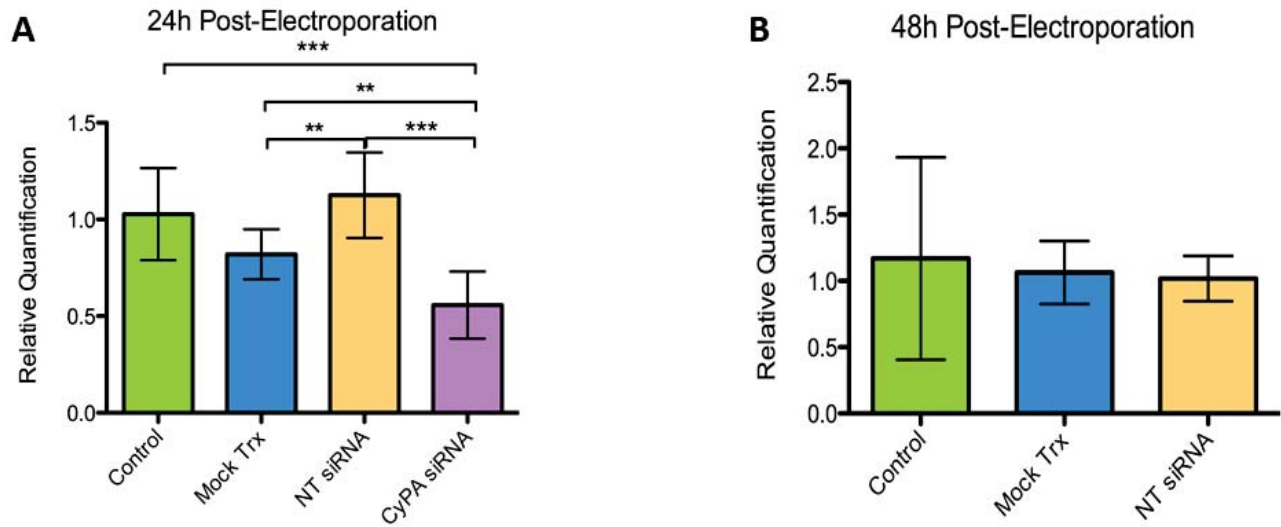 A
24h Post-Electroporation
***
**
** ***
Relative Quantification
1.5
1.0
0.5
0.0
Control
Mock Trx
NT siRNA
CyPA siRNA
B
48h Post-Electroporation
Relative Quantification
2.5
2.0
1.5
1.0
0.5
0.0
Control
Mock Trx
NT siRNA